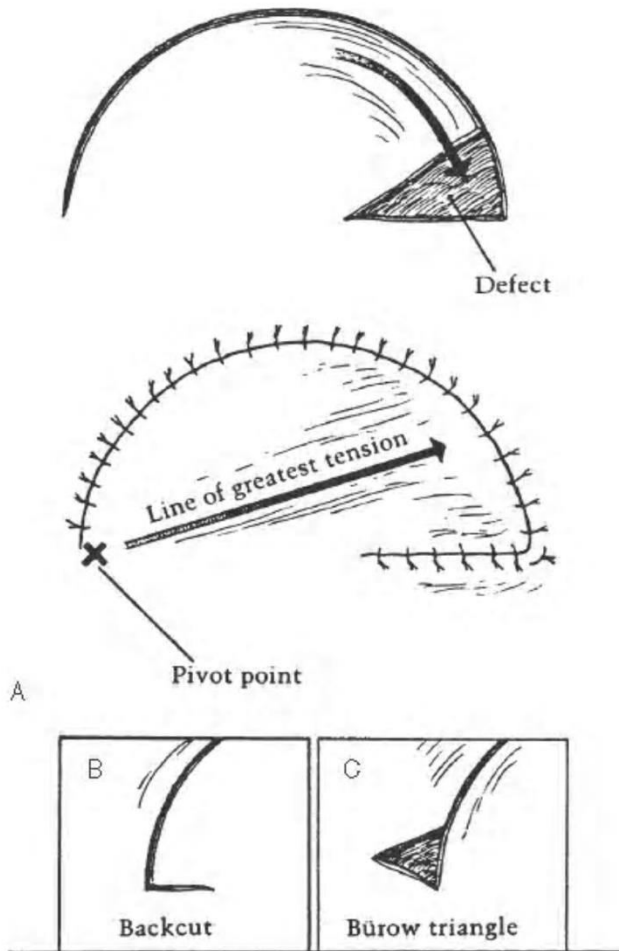 Defect
Line of greatest tension
Pivot point
A
B
C
Backcut
Bürow triangle